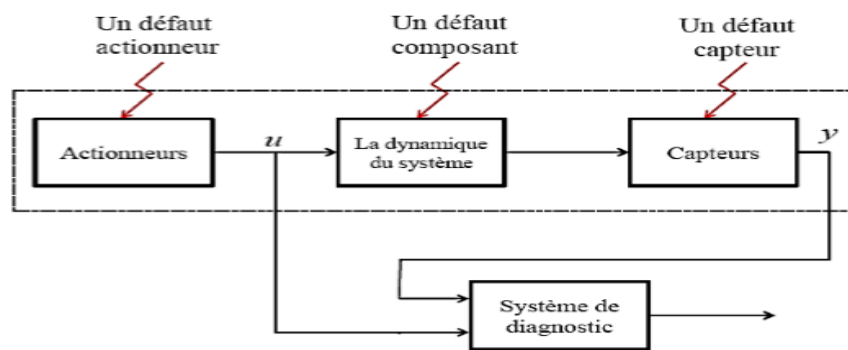 Un défaut
actionneur
Un défaut
composant
Un défaut
capteur
Actionneurs
u
La dynamique
du système
Capteurs
y
Système de
diagnostic